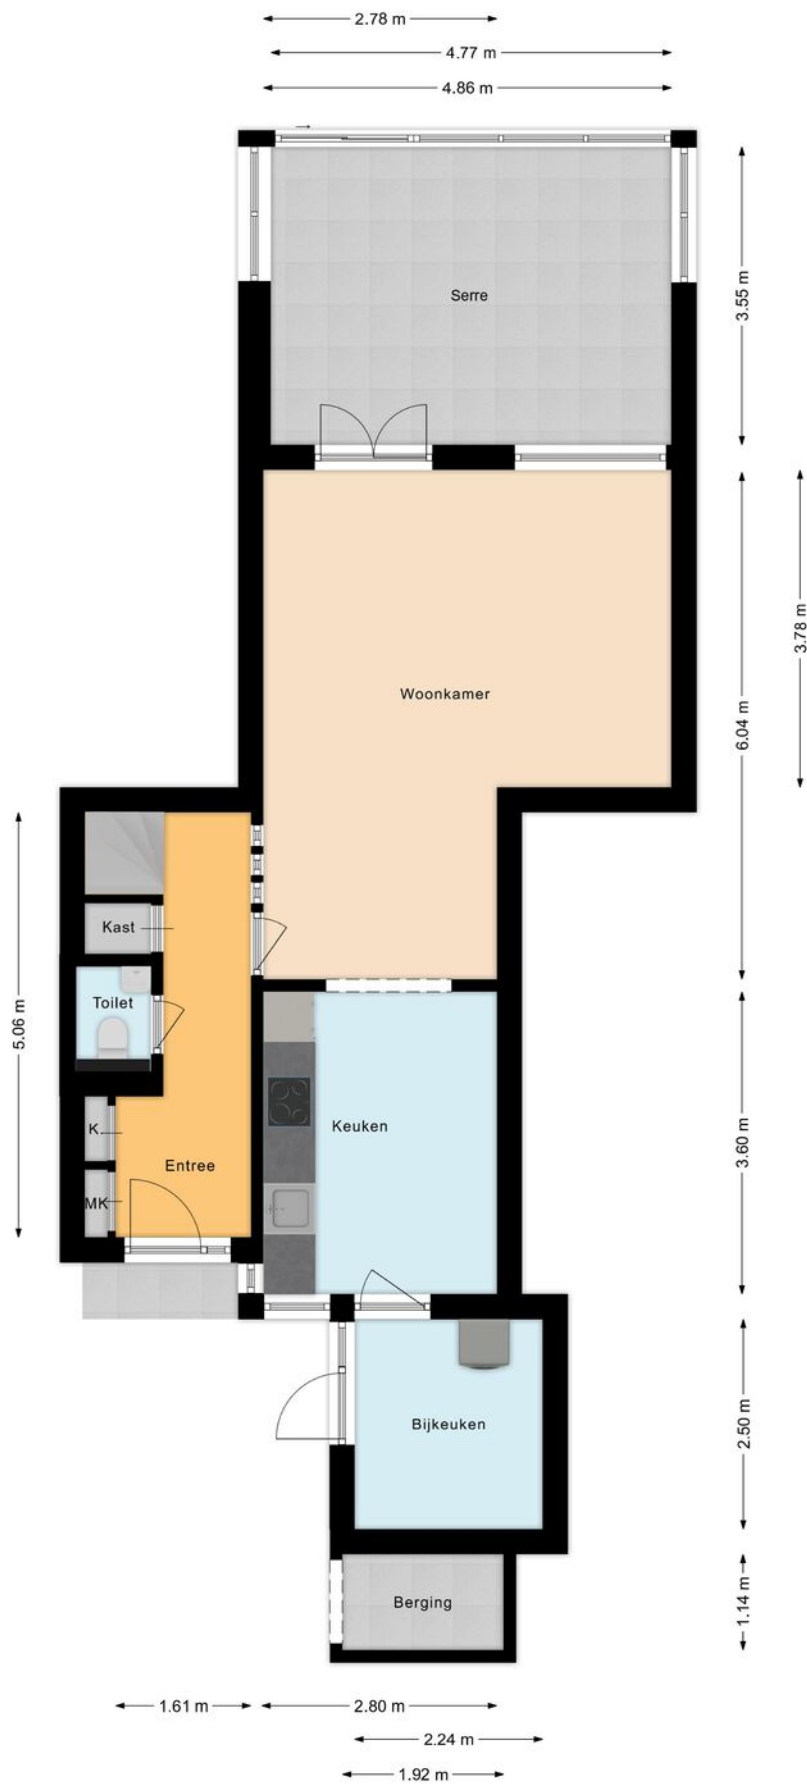 2.78 m
4.77 m
4.86 m
Serre
3.55 m
Woonkamer
3.78 m
6.04 m
Kast
Toilet
5.06 m
K
Keuken
3.60 m
Entree
MK
Bijkeuken
2.50 m
Berging
1.14 m
1.61 m
2.80 m
2.24 m
1.92 m